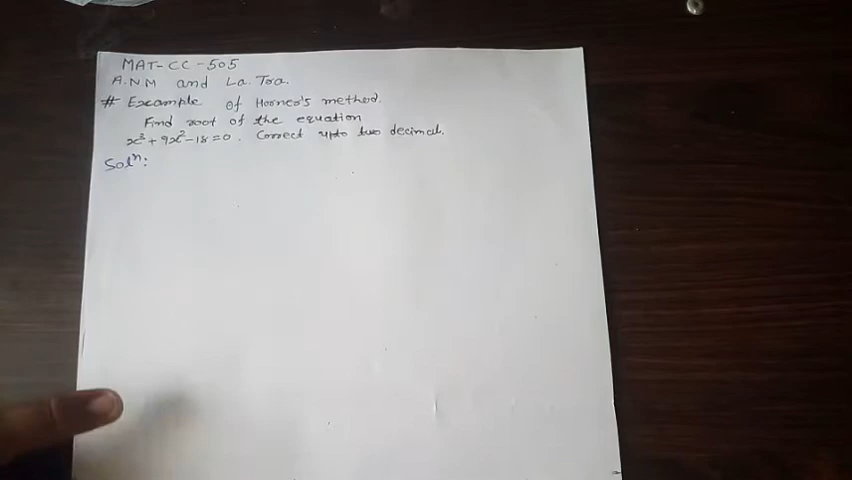 MAT-CC-505
A.N.M and La. Tra.
# Example of Horner's method.
Find root of the equation
x³ + 9x² - 18 = 0. Correct upto two decimal.
Solⁿ: